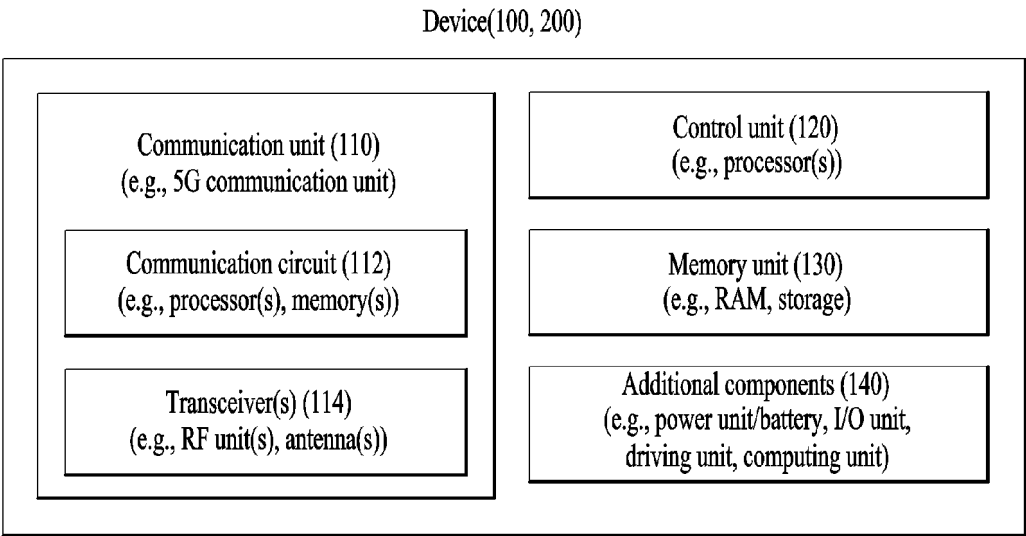 Device(100, 200)
Communication unit (110)
(e.g., 5G communication unit)
Communication circuit (112)
(e.g., processor(s), memory(s))
Transceiver(s) (114)
(e.g., RF unit(s), antenna(s))
Control unit (120)
(e.g., processor(s))
Memory unit (130)
(e.g., RAM, storage)
Additional components (140)
(e.g., power unit/battery, I/O unit,
driving unit, computing unit)